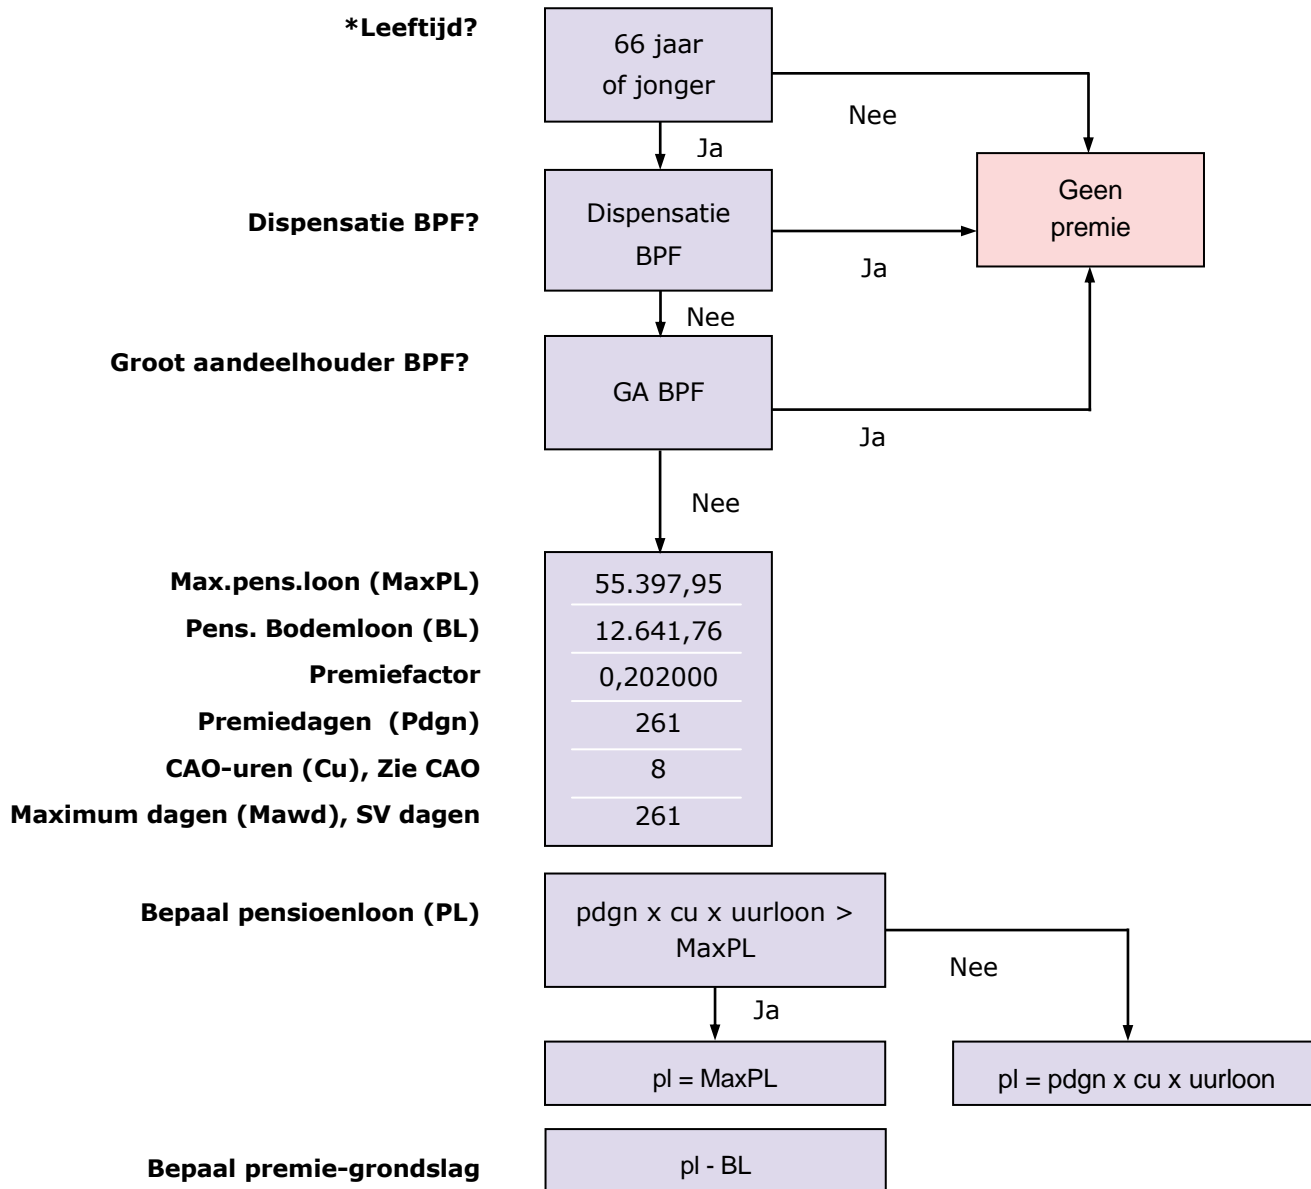 *Leeftijd?
66 jaar
of jonger
Nee
Ja
Geen
premie
Dispensatie BPF?
Dispensatie
BPF
Ja
Nee
Groot aandeelhouder BPF?
GA BPF
Ja
Nee
Max.pens.loon (MaxPL)
55.397,95
Pens. Bodemloon (BL)
12.641,76
Premiefactor
0,202000
Premiedagen  (Pdgn)
261
CAO-uren (Cu), Zie CAO
8
Maximum dagen (Mawd), SV dagen
261
Bepaal pensioenloon (PL)
pdgn x cu x uurloon >
MaxPL
Nee
Ja
pl = MaxPL
pl = pdgn x cu x uurloon
Bepaal premie-grondslag
pl - BL